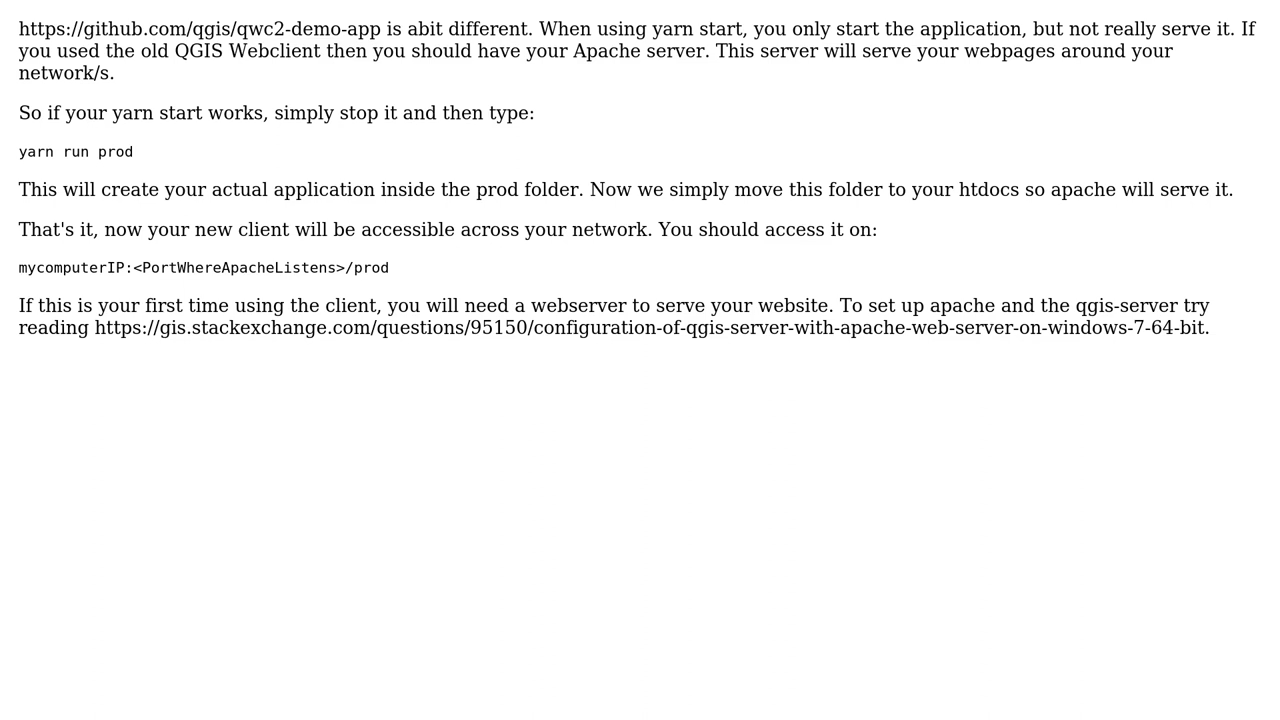 https://github.com/qgis/qwc2-demo-app is abit different. When using yarn start, you only start the application, but not really serve it. If
you used the old QGIS Webclient then you should have your Apache server. This server will serve your webpages around your
network/s.
So if your yarn start works, simply stop it and then type:
yarn run prod
This will create your actual application inside the prod folder. Now we simply move this folder to your htdocs so apache will serve it.
That's it, now your new client will be accessible across your network. You should access it on:
mycomputerIP:<PortWhereApacheListens>/prod
If this is your first time using the client, you will need a webserver to serve your website. To set up apache and the qgis-server try
reading https://gis.stackexchange.com/questions/95150/configuration-of-qgis-server-with-apache-web-server-on-windows-7-64-bit.